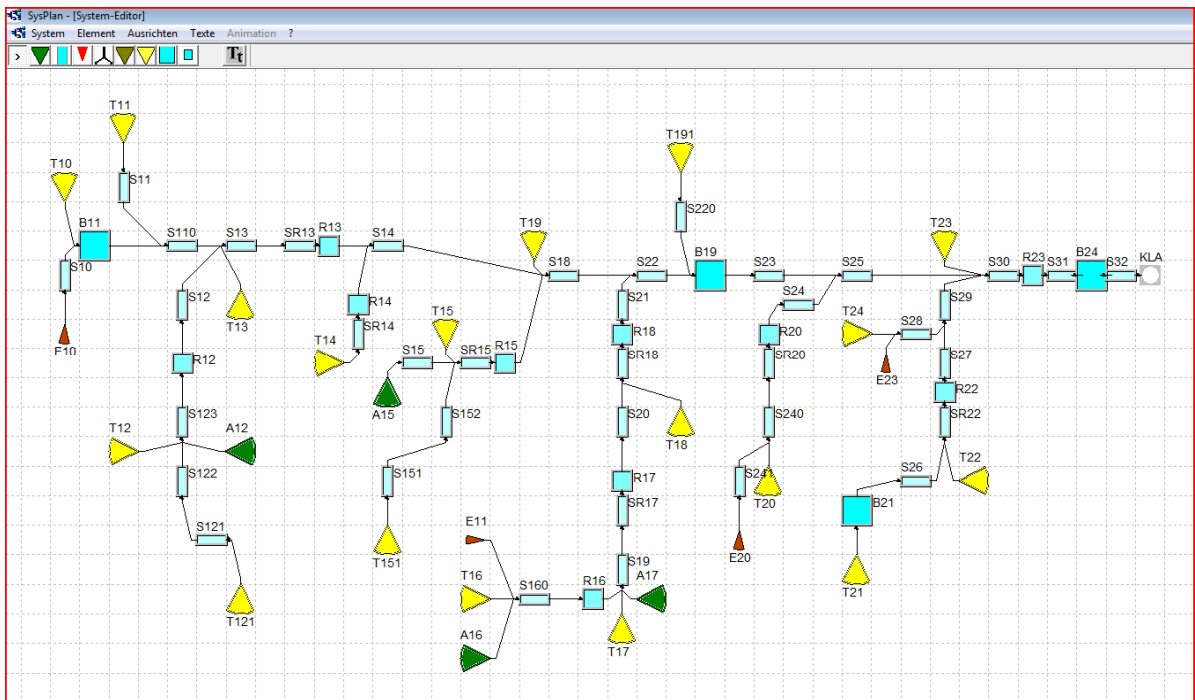 SysPlan - [System-Editor]
System Element Ausrichten Texte Animation ?
> Tt
T11
T191
T10
S11
S220
B11
S110
S13
SR13
R13
S14
T19
T23
S10
S18
S22
B19
S23
S25
S30
R23
S31
B24
S32
KLA
S12
T13
R14
S21
S24
S29
E10
SR14
T15
R18
R20
T24
S28
R12
T14
S15
SR15
R15
SR18
SR20
E23
S27
R22
A15
S123
S152
S20
T18
S240
SR22
T12
A12
S122
S151
R17
S241
T20
S26
T22
SR17
B21
S121
T151
E11
E20
S19
A17
T16
S160
R16
T21
T121
A16
T17